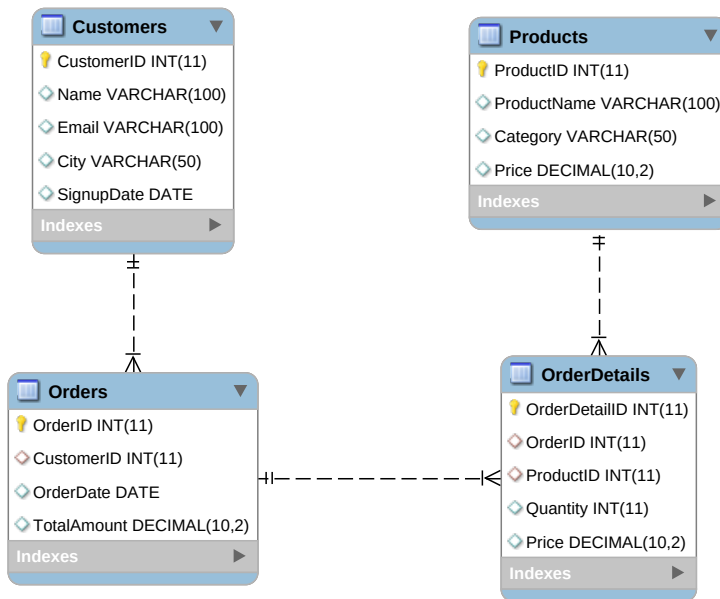 Customers
CustomerID INT(11)
Name VARCHAR(100)
Email VARCHAR(100)
City VARCHAR(50)
SignupDate DATE
Indexes
Products
ProductID INT(11)
ProductName VARCHAR(100)
Category VARCHAR(50)
Price DECIMAL(10,2)
Indexes
Orders
OrderID INT(11)
CustomerID INT(11)
OrderDate DATE
TotalAmount DECIMAL(10,2)
Indexes
OrderDetails
OrderDetailID INT(11)
OrderID INT(11)
ProductID INT(11)
Quantity INT(11)
Price DECIMAL(10,2)
Indexes